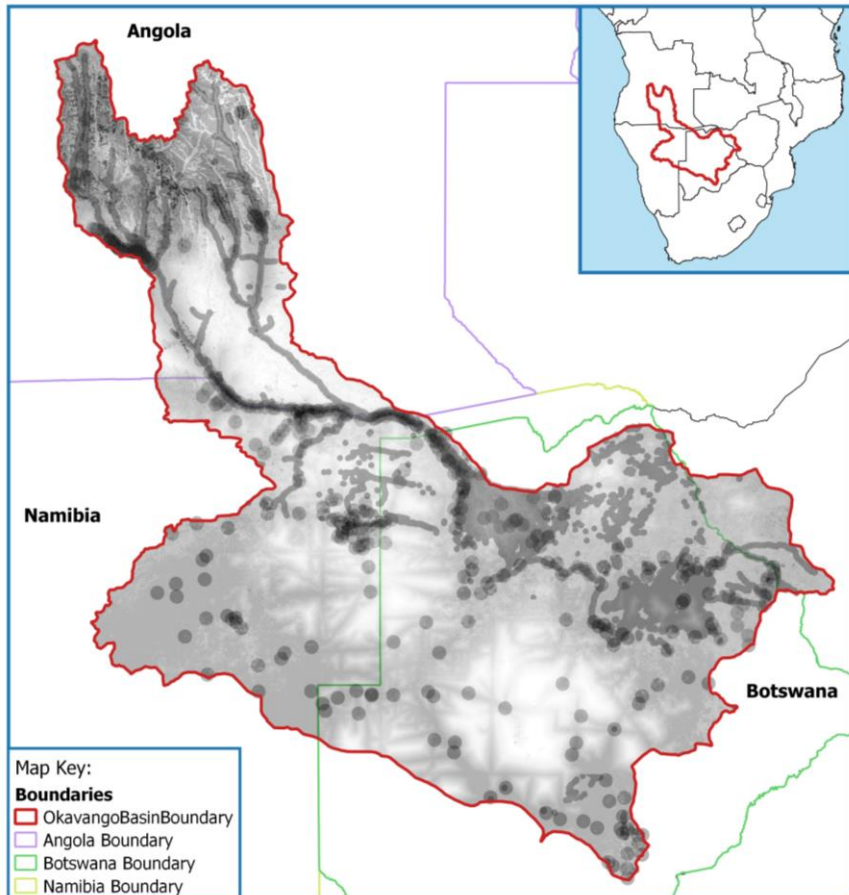 Angola
Namibia
Botswana
Map Key:
Boundaries
OkavangoBasinBoundary
Angola Boundary
Botswana Boundary
Namibia Boundary